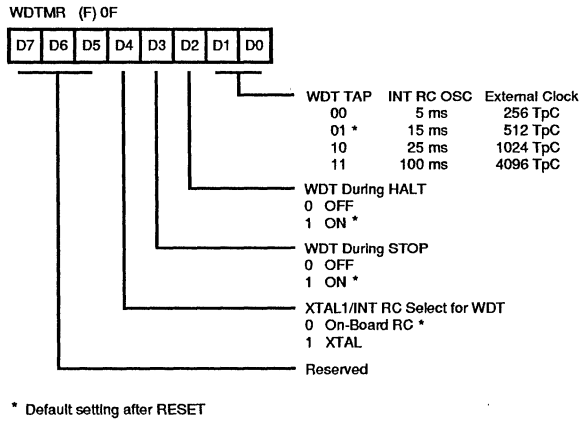 WDTMR (F) 0F
D7 D6 D5 D4 D3 D2 D1 D0
WDT TAP INT RC OSC External Clock
00 5 ms 256 TpC
01 * 15 ms 512 TpC
10 25 ms 1024 TpC
11 100 ms 4096 TpC
WDT During HALT
0 OFF
1 ON *
WDT During STOP
0 OFF
1 ON *
XTAL1/INT RC Select for WDT
0 On-Board RC *
1 XTAL
Reserved
* Default setting after RESET